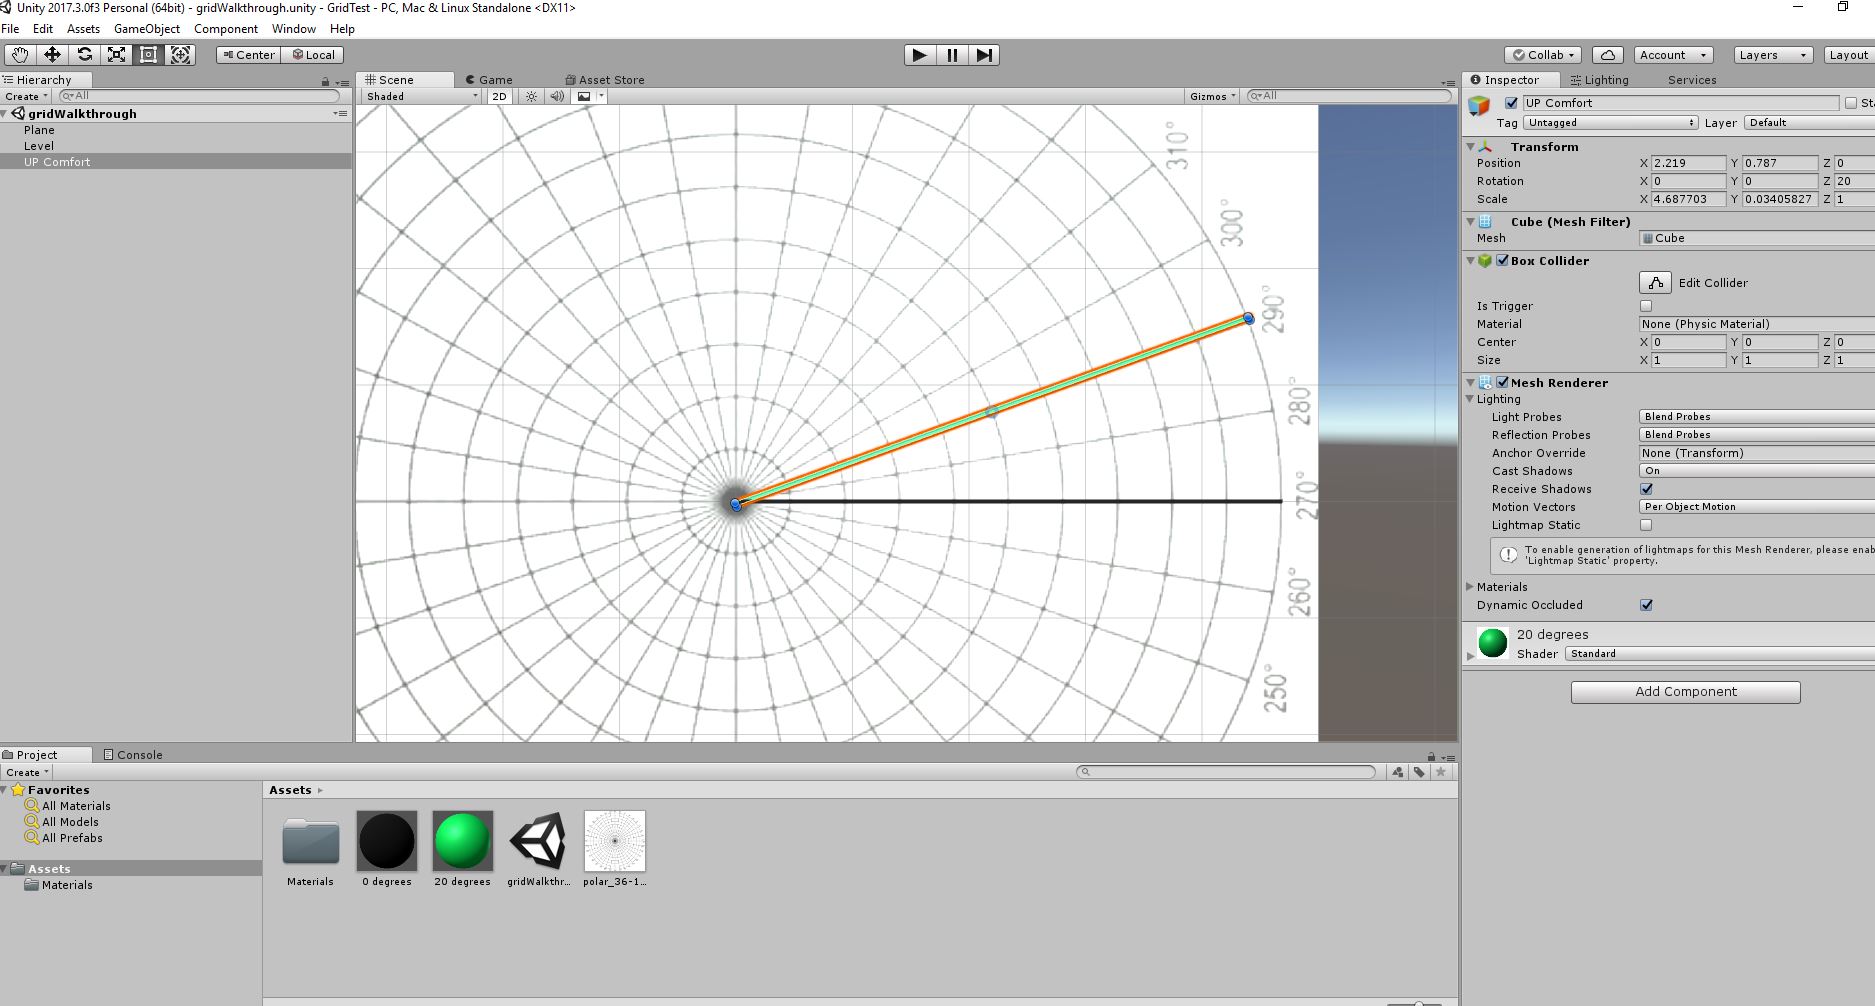 Unity 2017.3.0f3 Personal (64bit) - gridWalkthrough.unity - GridTest - PC, Mac & Linux Standalone <DX11>
File Edit Assets GameObject Component Window Help
Center Local Collab Account Layers Layout
Hierarchy
Create All
gridWalkthrough
Plane
Level
UP Comfort
Scene Game Asset Store
Shaded 2D Gizmos All
310°
300°
290°
280°
270°
260°
250°
Inspector Lighting Services
UP Comfort St
Tag Untagged Layer Default
Transform
Position X 2.219 Y 0.787 Z 0
Rotation X 0 Y 0 Z 20
Scale X 4.687703 Y 0.03405827 Z 1
Cube (Mesh Filter)
Mesh Cube
Box Collider
Edit Collider
Is Trigger
Material None (Physic Material)
Center X 0 Y 0 Z 0
Size X 1 Y 1 Z 1
Mesh Renderer
Lighting
Light Probes Blend Probes
Reflection Probes Blend Probes
Anchor Override None (Transform)
Cast Shadows On
Receive Shadows
Motion Vectors Per Object Motion
Lightmap Static
To enable generation of lightmaps for this Mesh Renderer, please enab
'Lightmap Static' property.
Materials
Dynamic Occluded
20 degrees
Shader Standard
Add Component
Project Console
Create
Favorites
All Materials
All Models
All Prefabs
Assets
Materials
Assets
Materials 0 degrees 20 degrees gridWalkthr... polar_36-1...